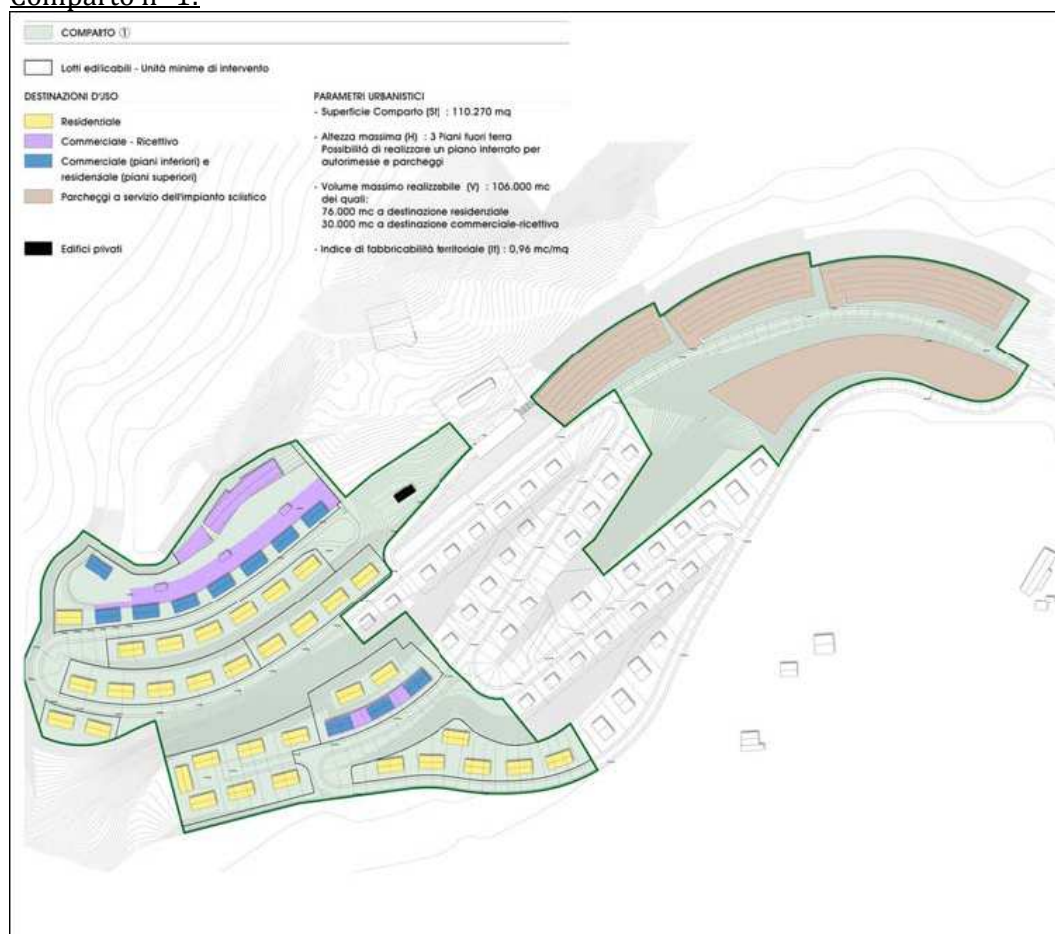 Comparto n° 1:
COMPARTO ①
Lotti edificabili - Unità minime di intervento
DESTINAZIONI D'USO
Residenziale
Commerciale - Ricettivo
Commerciale (piani inferiori) e
residenziale (piani superiori)
Parcheggi a servizio dell'impianto sciistico
Edifici privati
PARAMETRI URBANISTICI
- Superficie Comparto (St) : 110.270 mq
- Altezza massima (H) : 3 Piani fuori terra
Possibilità di realizzare un piano interrato per
autorimesse e parcheggi
- Volume massimo realizzabile (V) : 106.000 mc
dei quali:
76.000 mc a destinazione residenziale
30.000 mc a destinazione commerciale-ricettiva
- Indice di fabbricabilità territoriale (It) : 0,96 mc/mq